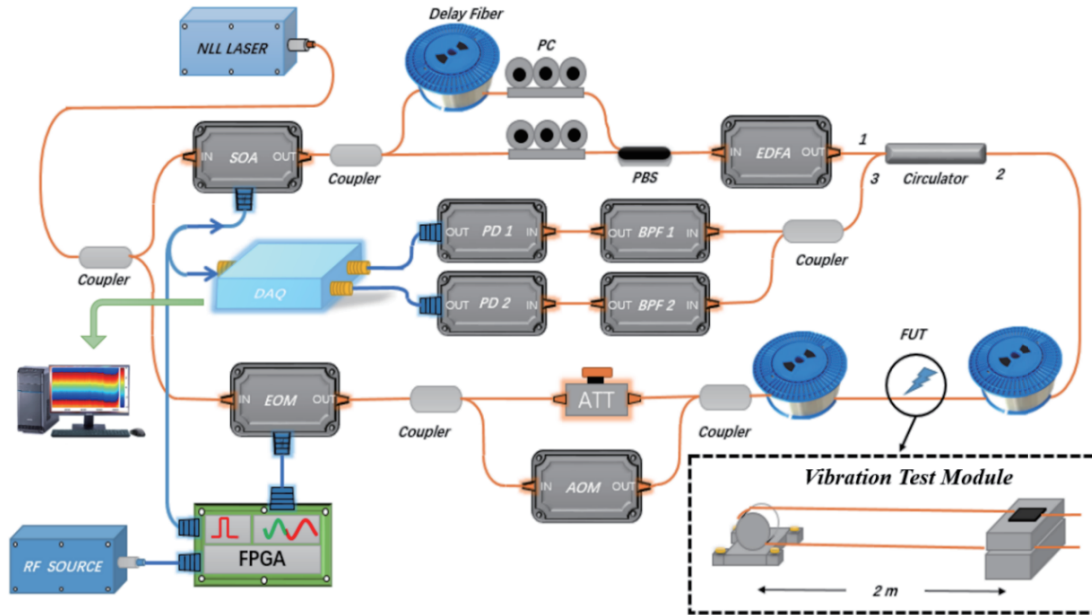 Delay Fiber
PC
NLL LASER
IN
SOA
OUT
Coupler
PBS
IN
EDFA
OUT
1
3
Circulator
2
Coupler
DAQ
OUT
PD 1
IN
OUT
BPF 1
IN
Coupler
OUT
PD 2
IN
OUT
BPF 2
IN
FUT
IN
EOM
OUT
Coupler
ATT
Coupler
IN
AOM
OUT
Vibration Test Module
2 m
FPGA
RF SOURCE